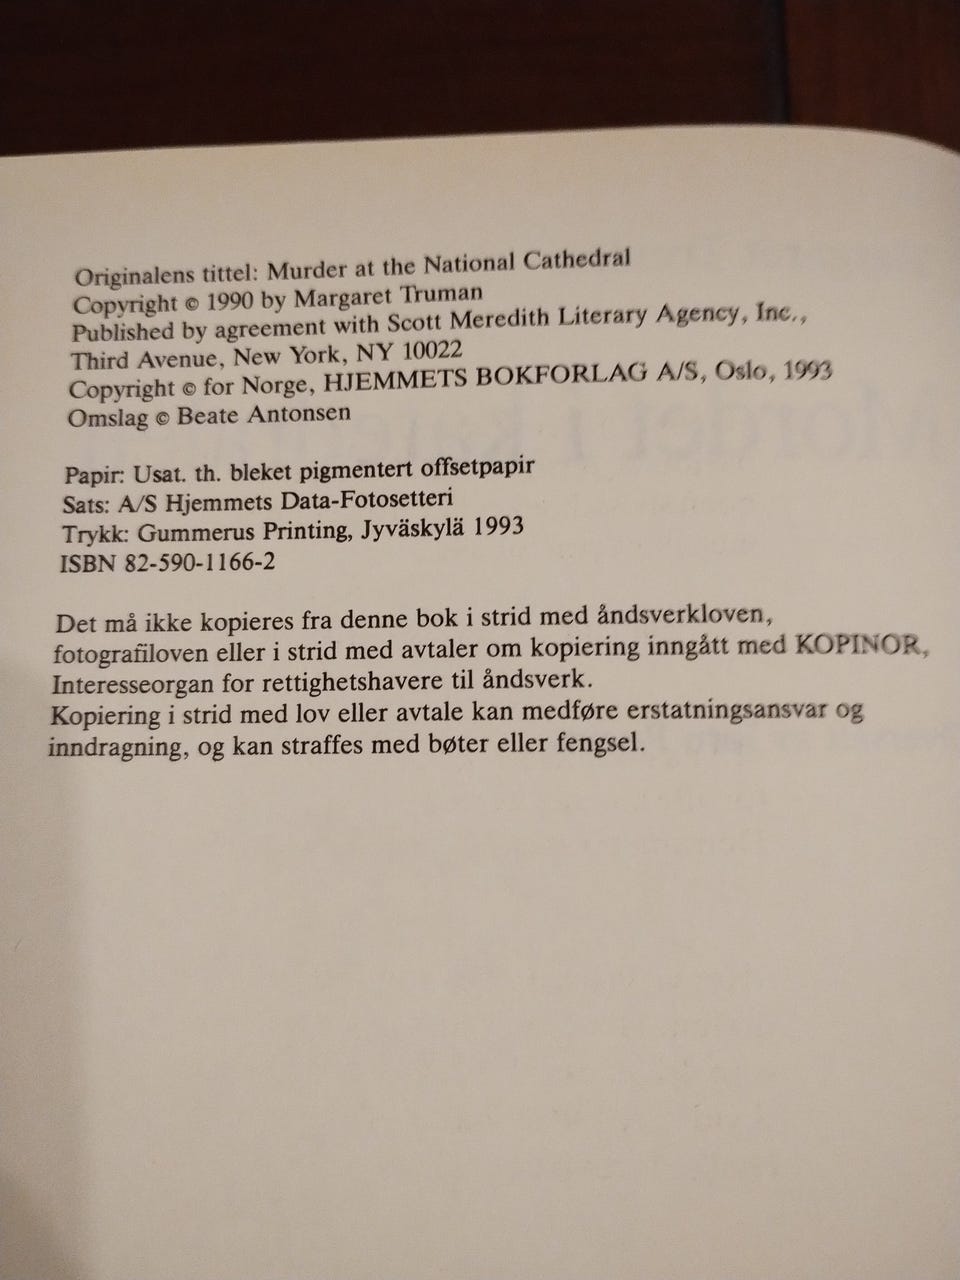 Originalens tittel: Murder at the National Cathedral
Copyright © 1990 by Margaret Truman
Published by agreement with Scott Meredith Literary Agency, Inc.,
Third Avenue, New York, NY 10022
Copyright © for Norge, HJEMMETS BOKFORLAG A/S, Oslo, 1993
Omslag © Beate Antonsen
Papir: Usat. th. bleket pigmentert offsetpapir
Sats: A/S Hjemmets Data-Fotosetteri
Trykk: Gummerus Printing, Jyväskylä 1993
ISBN 82-590-1166-2
Det må ikke kopieres fra denne bok i strid med åndsverkloven,
fotografiloven eller i strid med avtaler om kopiering inngått med KOPINOR,
Interesseorgan for rettighetshavere til åndsverk.
Kopiering i strid med lov eller avtale kan medføre erstatningsansvar og
inndragning, og kan straffes med bøter eller fengsel.